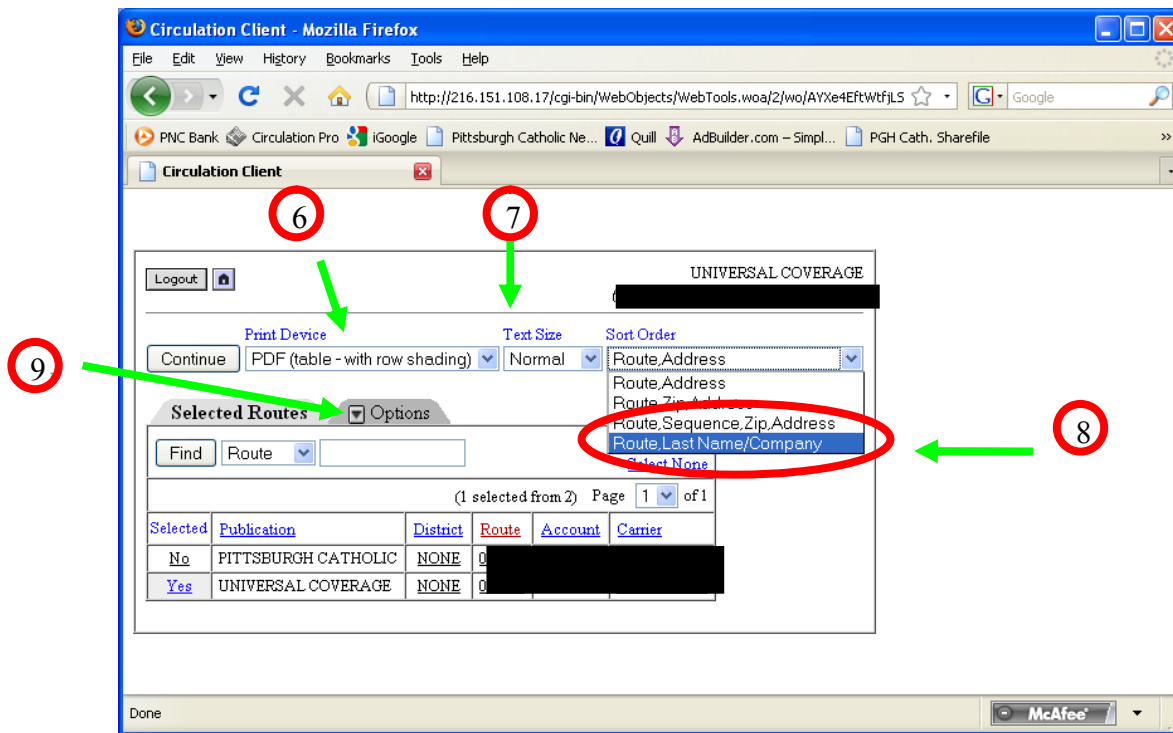 Circulation Client - Mozilla Firefox
File Edit View History Bookmarks Tools Help
http://216.151.108.17/cgi-bin/WebObjects/WebTools.woa/2/wo/AYXe4EftWtfjLS G Google
PNC Bank Circulation Pro iGoogle Pittsburgh Catholic Ne... Q Quill AdBuilder.com – Simpl... PGH Cath. Sharefile »
Circulation Client
6 7
Logout UNIVERSAL COVERAGE
Print Device Text Size Sort Order
9 Continue PDF (table - with row shading) Normal Route,Address
Route,Address
Route,Zip,Address
Route,Sequence,Zip,Address
Route,Last Name/Company 8
Selected Routes Options
Find Route
Select None
(1 selected from 2) Page 1 of 1
Selected Publication District Route Account Carrier
No PITTSBURGH CATHOLIC NONE 0
Yes UNIVERSAL COVERAGE NONE 0
Done McAfee